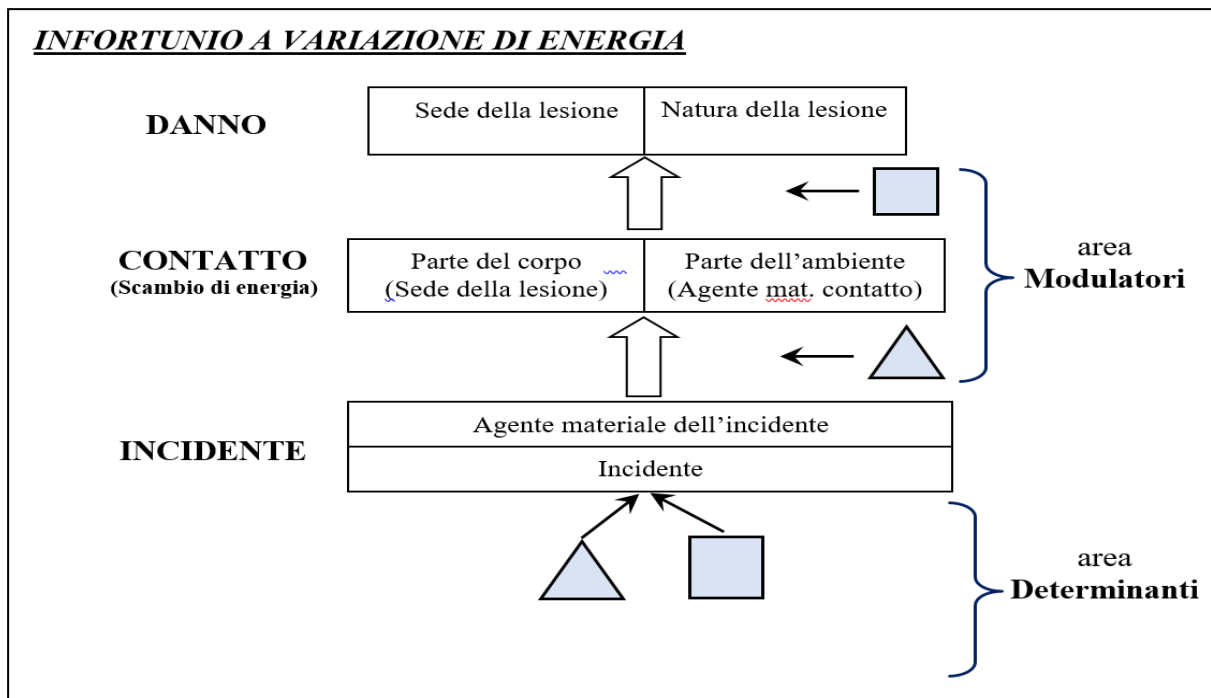 INFORTUNIO A VARIAZIONE DI ENERGIA
DANNO
Sede della lesione
Natura della lesione
CONTATTO
(Scambio di energia)
Parte del corpo
(Sede della lesione)
Parte dell’ambiente
(Agente mat. contatto)
area
Modulatori
INCIDENTE
Agente materiale dell’incidente
Incidente
area
Determinanti